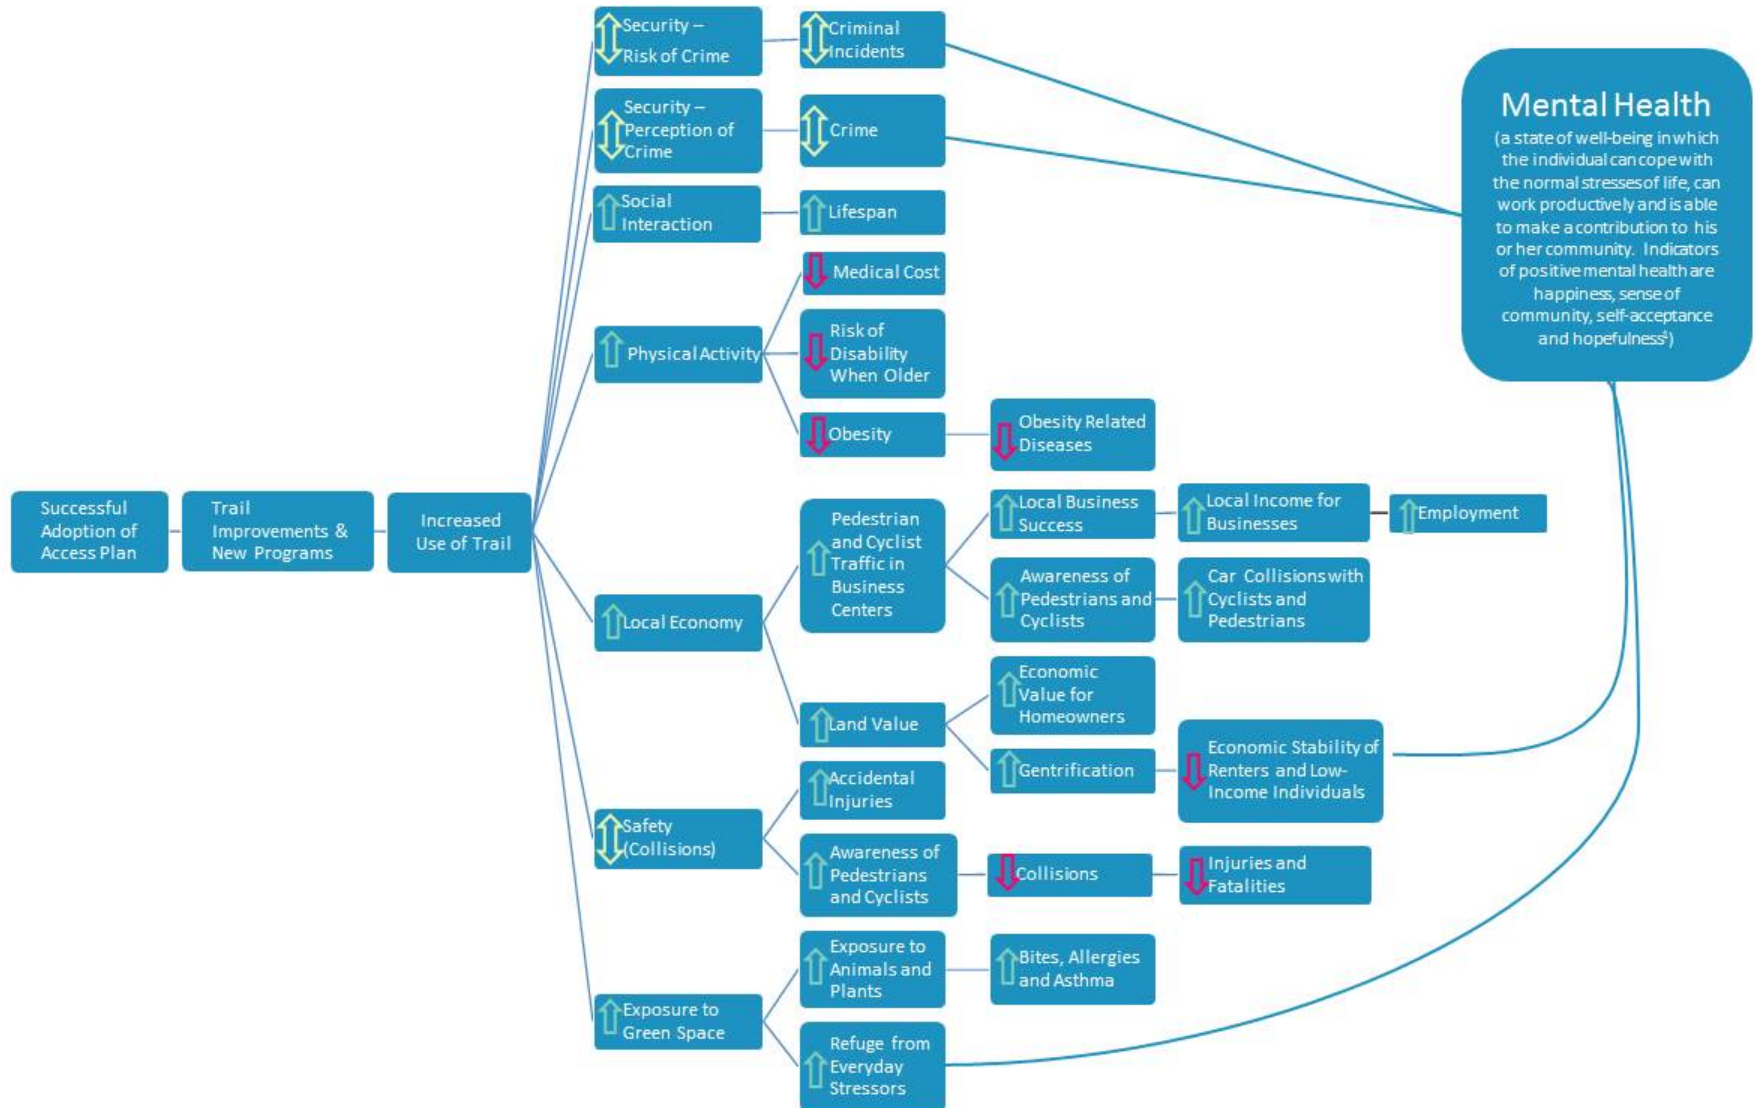 Security –
Risk of Crime
Criminal
Incidents
Security –
Perception of
Crime
Crime
Social
Interaction
Lifespan
Medical Cost
Physical Activity
Risk of
Disability
When Older
Obesity
Obesity Related
Diseases
Successful
Adoption of
Access Plan
Trail
Improvements &
New Programs
Increased
Use of Trail
Local Economy
Pedestrian
and Cyclist
Traffic in
Business
Centers
Local Business
Success
Local Income for
Businesses
Employment
Awareness of
Pedestrians and
Cyclists
Car Collisions with
Cyclists and
Pedestrians
Land Value
Economic
Value for
Homeowners
Gentrification
Economic Stability of
Renters and Low-
Income Individuals
Safety
(Collisions)
Accidental
Injuries
Awareness of
Pedestrians
and Cyclists
Collisions
Injuries and
Fatalities
Exposure to
Green Space
Exposure to
Animals and
Plants
Bites, Allergies
and Asthma
Refuge from
Everyday
Stressors
Mental Health
(a state of well-being in which
the individual can cope with
the normal stresses of life, can
work productively and is able
to make a contribution to his
or her community. Indicators
of positive mental health are
happiness, sense of
community, self-acceptance
and hopefulness¹)